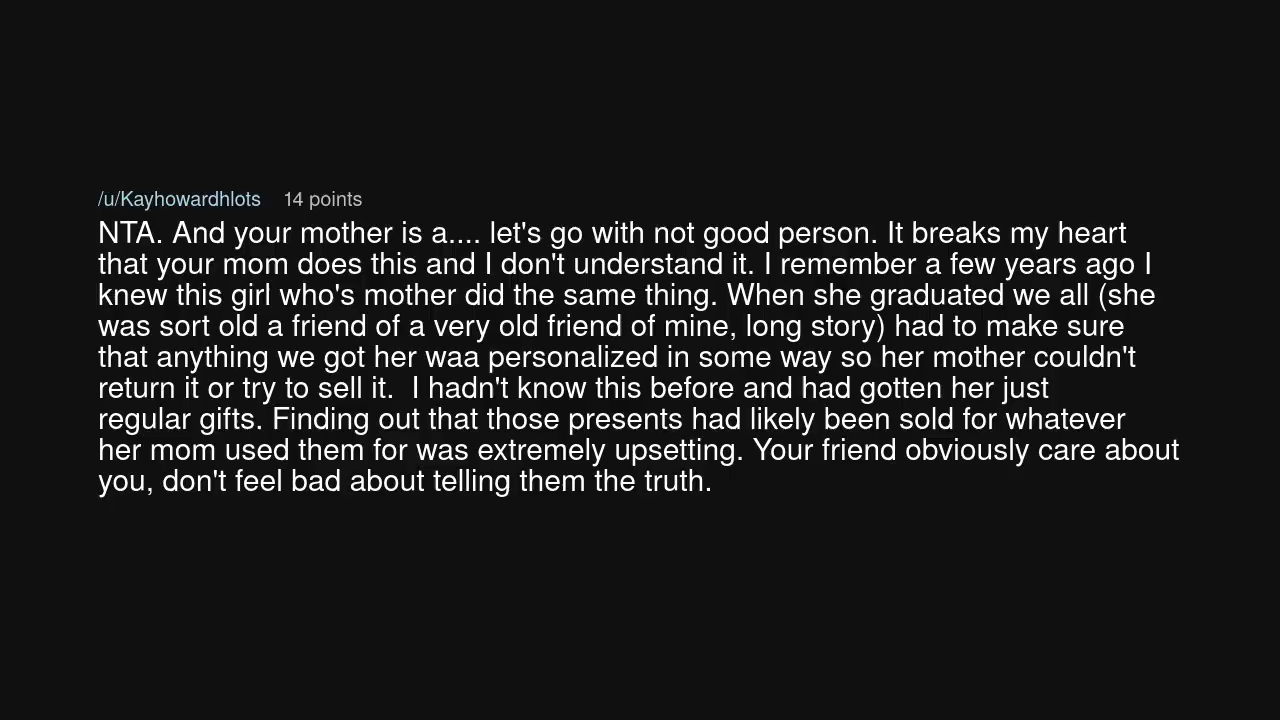 /u/Kayhowardhlots 14 points
NTA. And your mother is a.... let's go with not good person. It breaks my heart
that your mom does this and I don't understand it. I remember a few years ago I
knew this girl who's mother did the same thing. When she graduated we all (she
was sort old a friend of a very old friend of mine, long story) had to make sure
that anything we got her waa personalized in some way so her mother couldn't
return it or try to sell it.  I hadn't know this before and had gotten her just
regular gifts. Finding out that those presents had likely been sold for whatever
her mom used them for was extremely upsetting. Your friend obviously care about
you, don't feel bad about telling them the truth.